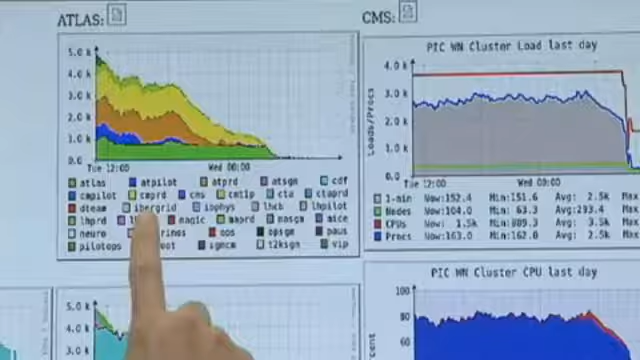 ATLAS:
CMS:
5.0 k
4.0 k
3.0 k
2.0 k
1.0 k
0.0
Tue 12:00 Wed 00:00
atlas atpilot atprd atsgm cdf
cmpilot cmprd cms cmtlp cta ctaprd
dteam ibergrid iophys lhcb lhpilot
lhprd magic maprd nasgm mice
neuro rinos ops opsgm paus
pilotops oot t2ksgm vip
PIC WN Cluster Load last day
Loads/Procs
4.0 k
3.0 k
2.0 k
1.0 k
0.0
Tue 12:00 Wed 00:00
1-min Now:152.4 Min:151.6 Avg: 2.5k Max
Nodes Now:104.0 Min: 63.3 Avg:293.4 Max
CPUs Now: 1.5k Min:809.3 Avg: 3.5k Max
Procs Now:163.0 Min:162.0 Avg: 2.5k Max
5.0 k
4.0 k
3.0 k
PIC WN Cluster CPU last day
100
80
60